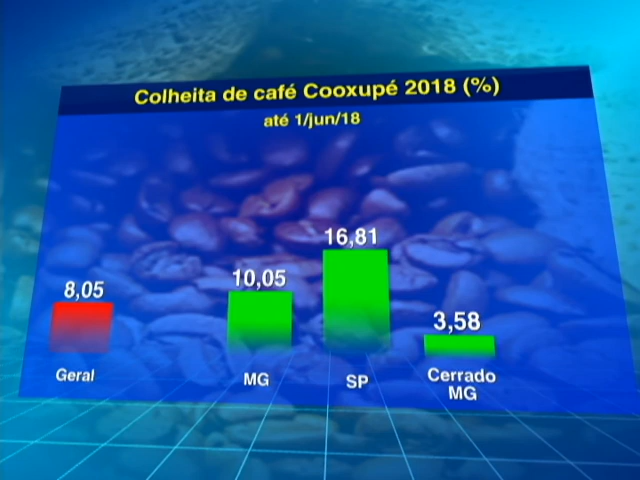 Colheita de café Cooxupé 2018 (%)
até 1/jun/18
8,05
10,05
16,81
3,58
Geral
MG
SP
Cerrado
MG